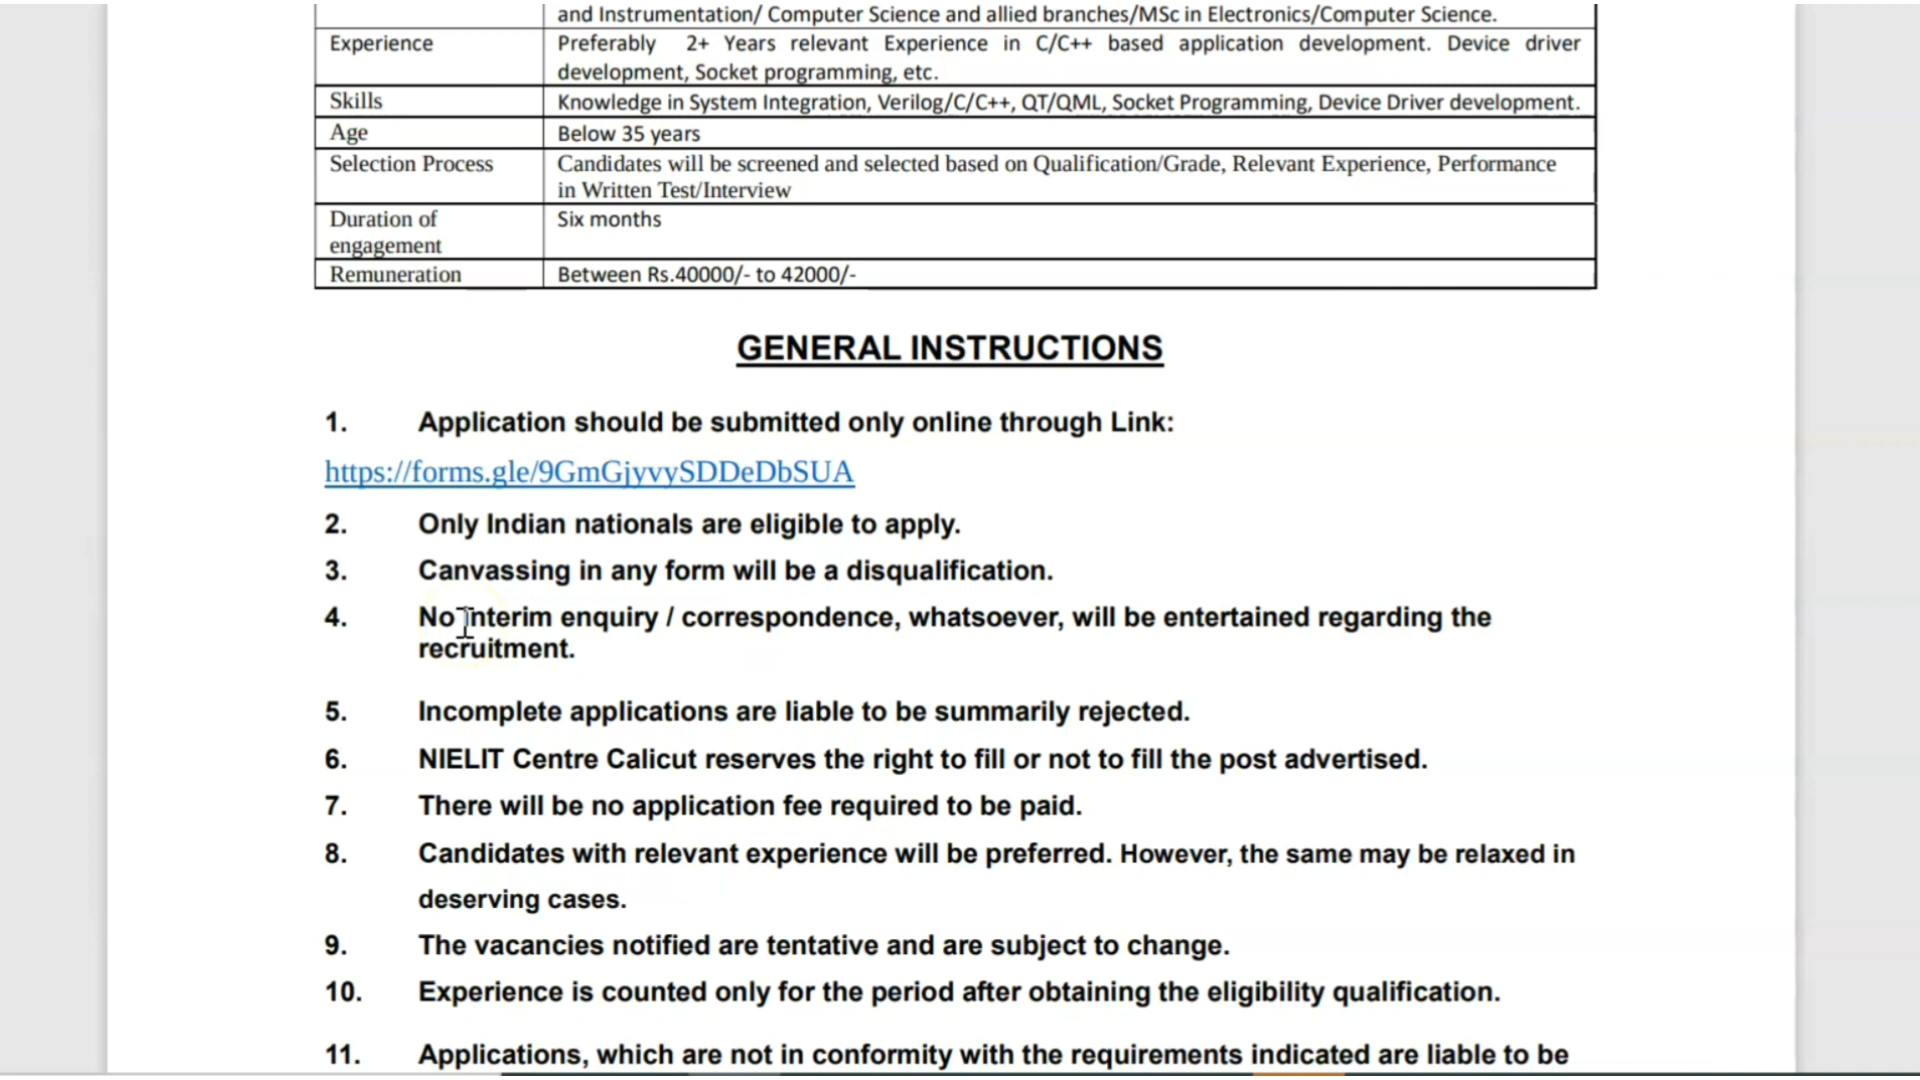 and Instrumentation/ Computer Science and allied branches/MSc in Electronics/Computer Science.
Experience
Preferably 2+ Years relevant Experience in C/C++ based application development. Device driver
development, Socket programming, etc.
Skills
Knowledge in System Integration, Verilog/C/C++, QT/QML, Socket Programming, Device Driver development.
Age
Below 35 years
Selection Process
Candidates will be screened and selected based on Qualification/Grade, Relevant Experience, Performance
in Written Test/Interview
Duration of
engagement
Six months
Remuneration
Between Rs.40000/- to 42000/-
GENERAL INSTRUCTIONS
1. Application should be submitted only online through Link:
https://forms.gle/9GmGjyvySDDeDbSUA
2. Only Indian nationals are eligible to apply.
3. Canvassing in any form will be a disqualification.
4. No interim enquiry / correspondence, whatsoever, will be entertained regarding the
recruitment.
5. Incomplete applications are liable to be summarily rejected.
6. NIELIT Centre Calicut reserves the right to fill or not to fill the post advertised.
7. There will be no application fee required to be paid.
8. Candidates with relevant experience will be preferred. However, the same may be relaxed in
deserving cases.
9. The vacancies notified are tentative and are subject to change.
10. Experience is counted only for the period after obtaining the eligibility qualification.
11. Applications, which are not in conformity with the requirements indicated are liable to be